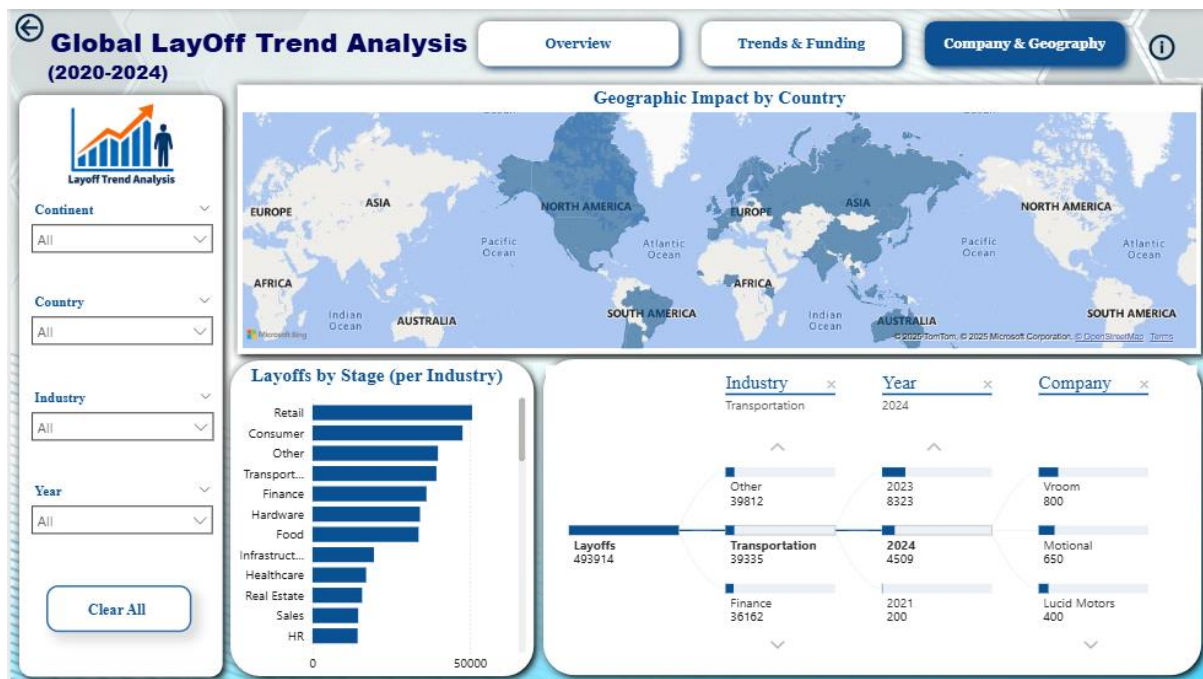 Global LayOff Trend Analysis
(2020-2024)
Overview
Trends & Funding
Company & Geography
Layoff Trend Analysis
Continent
All
Country
All
Industry
All
Year
All
Clear All
Geographic Impact by Country
EUROPE
ASIA
AFRICA
AUSTRALIA
Indian
Ocean
Pacific
Ocean
NORTH AMERICA
Atlantic
Ocean
SOUTH AMERICA
EUROPE
ASIA
AFRICA
Indian
Ocean
AUSTRALIA
Pacific
Ocean
NORTH AMERICA
Atlantic
Ocean
SOUTH AMERICA
Microsoft Bing
© 2025 TomTom, © 2025 Microsoft Corporation, © OpenStreetMap Terms
Layoffs by Stage (per Industry)
Retail
Consumer
Other
Transport...
Finance
Hardware
Food
Infrastruct...
Healthcare
Real Estate
Sales
HR
0
50000
Industry
Transportation
Year
2024
Company
Layoffs
493914
Other
39812
Transportation
39335
Finance
36162
2023
8323
2024
4509
2021
200
Vroom
800
Motional
650
Lucid Motors
400